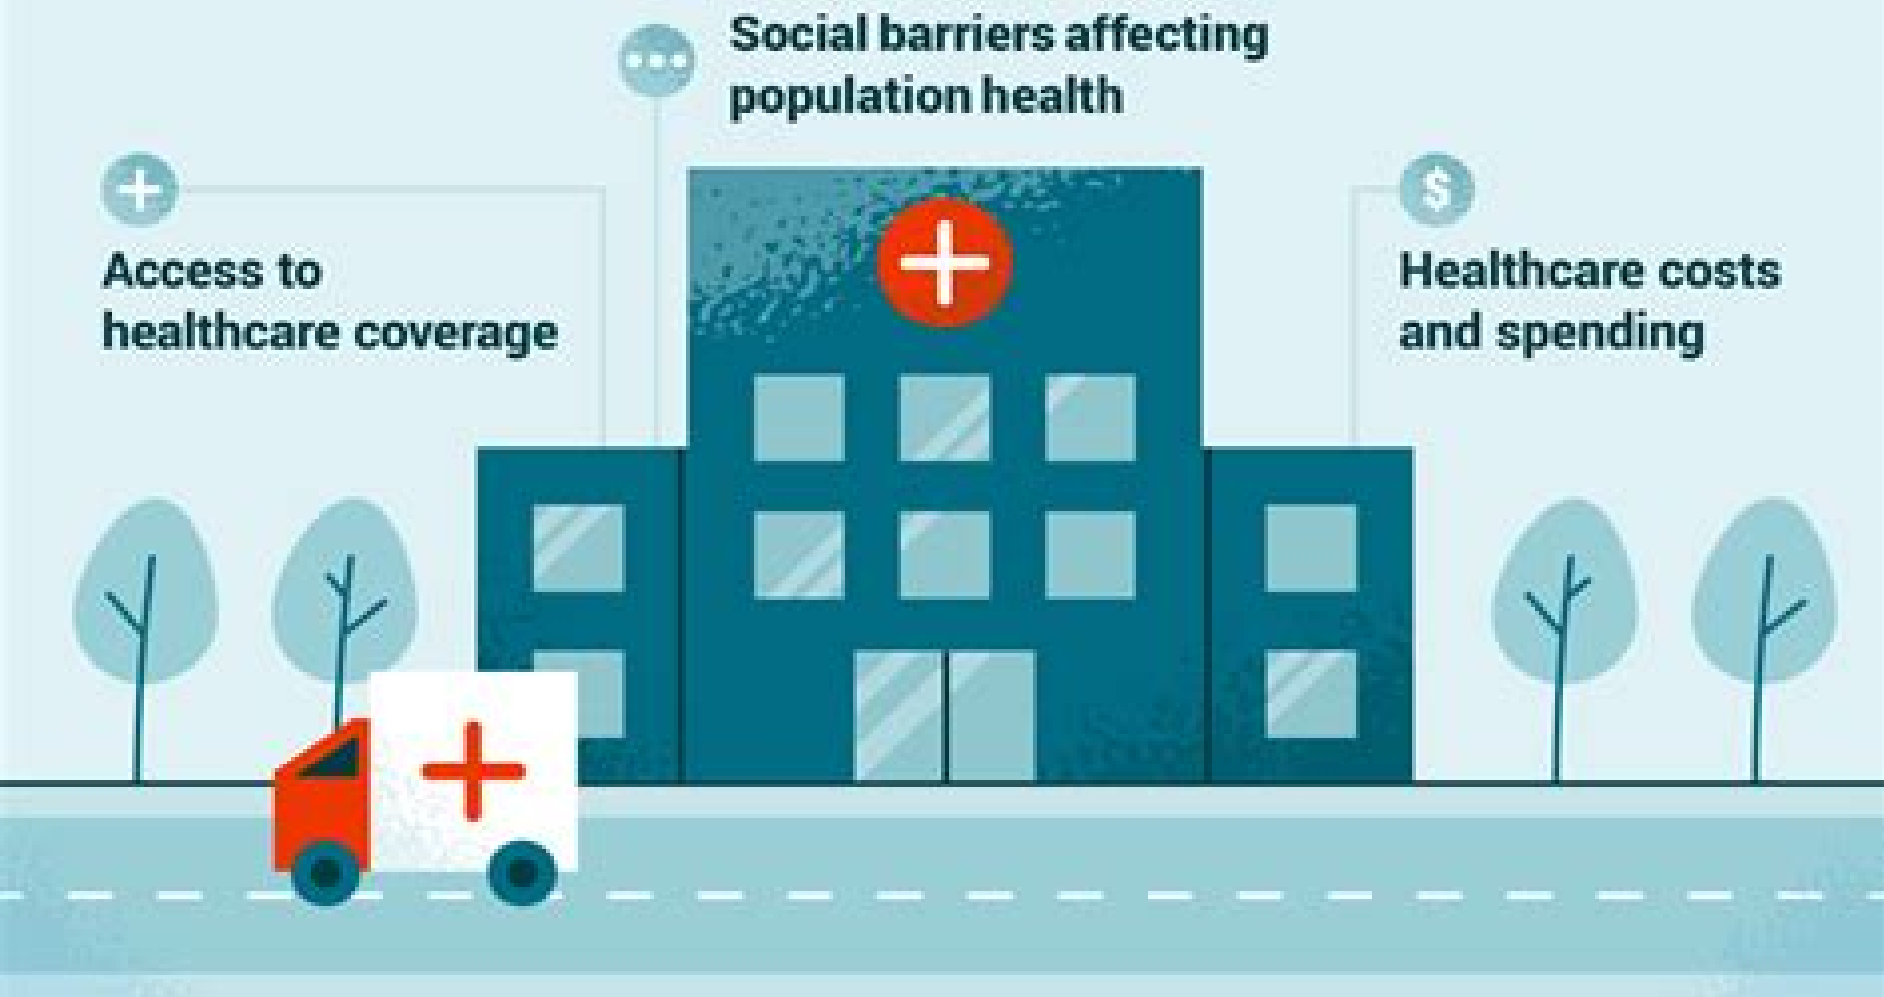 Social barriers affecting
population health
Access to
healthcare coverage
$
Healthcare costs
and spending